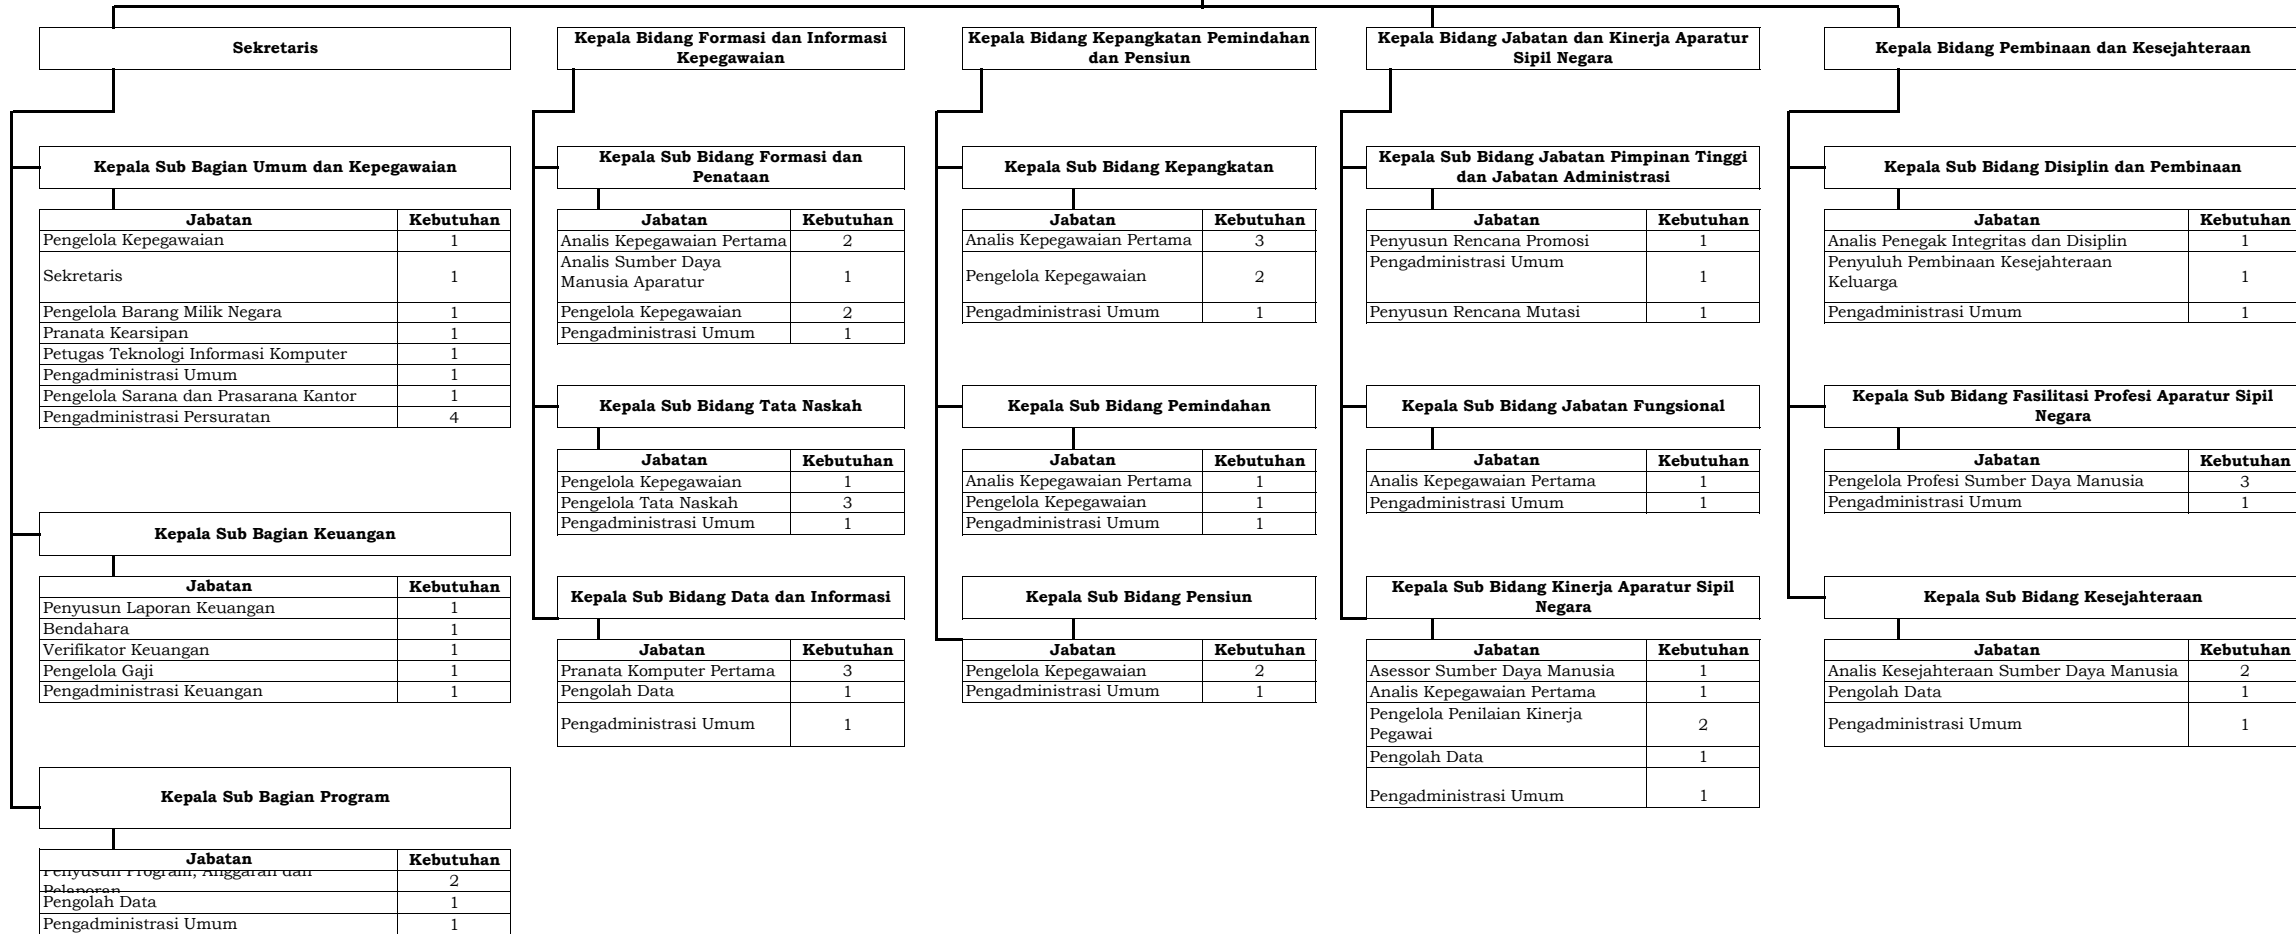 Sekretaris
Kepala Bidang Formasi dan Informasi
Kepegawaian
Kepala Bidang Kepangkatan Pemindahan
dan Pensiun
Kepala Bidang Jabatan dan Kinerja Aparatur
Sipil Negara
Kepala Bidang Pembinaan dan Kesejahteraan
Kepala Sub Bagian Umum dan Kepegawaian
Jabatan Kebutuhan
Pengelola Kepegawaian 1
Sekretaris 1
Pengelola Barang Milik Negara 1
Pranata Kearsipan 1
Petugas Teknologi Informasi Komputer 1
Pengadministrasi Umum 1
Pengelola Sarana dan Prasarana Kantor 1
Pengadministrasi Persuratan 4
Kepala Sub Bagian Keuangan
Jabatan Kebutuhan
Penyusun Laporan Keuangan 1
Bendahara 1
Verifikator Keuangan 1
Pengelola Gaji 1
Pengadministrasi Keuangan 1
Kepala Sub Bagian Program
Jabatan Kebutuhan
Penyusun Program, Anggaran dan
Pelaporan 2
Pengolah Data 1
Pengadministrasi Umum 1
Kepala Sub Bidang Formasi dan
Penataan
Jabatan Kebutuhan
Analis Kepegawaian Pertama 2
Analis Sumber Daya
Manusia Aparatur 1
Pengelola Kepegawaian 2
Pengadministrasi Umum 1
Kepala Sub Bidang Tata Naskah
Jabatan Kebutuhan
Pengelola Kepegawaian 1
Pengelola Tata Naskah 3
Pengadministrasi Umum 1
Kepala Sub Bidang Data dan Informasi
Jabatan Kebutuhan
Pranata Komputer Pertama 3
Pengolah Data 1
Pengadministrasi Umum 1
Kepala Sub Bidang Kepangkatan
Jabatan Kebutuhan
Analis Kepegawaian Pertama 3
Pengelola Kepegawaian 2
Pengadministrasi Umum 1
Kepala Sub Bidang Pemindahan
Jabatan Kebutuhan
Analis Kepegawaian Pertama 1
Pengelola Kepegawaian 1
Pengadministrasi Umum 1
Kepala Sub Bidang Pensiun
Jabatan Kebutuhan
Pengelola Kepegawaian 2
Pengadministrasi Umum 1
Kepala Sub Bidang Jabatan Pimpinan Tinggi
dan Jabatan Administrasi
Jabatan Kebutuhan
Penyusun Rencana Promosi 1
Pengadministrasi Umum 1
Penyusun Rencana Mutasi 1
Kepala Sub Bidang Jabatan Fungsional
Jabatan Kebutuhan
Analis Kepegawaian Pertama 1
Pengadministrasi Umum 1
Kepala Sub Bidang Kinerja Aparatur Sipil
Negara
Jabatan Kebutuhan
Asessor Sumber Daya Manusia 1
Analis Kepegawaian Pertama 1
Pengelola Penilaian Kinerja
Pegawai 2
Pengolah Data 1
Pengadministrasi Umum 1
Kepala Sub Bidang Disiplin dan Pembinaan
Jabatan Kebutuhan
Analis Penegak Integritas dan Disiplin 1
Penyuluh Pembinaan Kesejahteraan
Keluarga 1
Pengadministrasi Umum 1
Kepala Sub Bidang Fasilitasi Profesi Aparatur Sipil
Negara
Jabatan Kebutuhan
Pengelola Profesi Sumber Daya Manusia 3
Pengadministrasi Umum 1
Kepala Sub Bidang Kesejahteraan
Jabatan Kebutuhan
Analis Kesejahteraan Sumber Daya Manusia 2
Pengolah Data 1
Pengadministrasi Umum 1